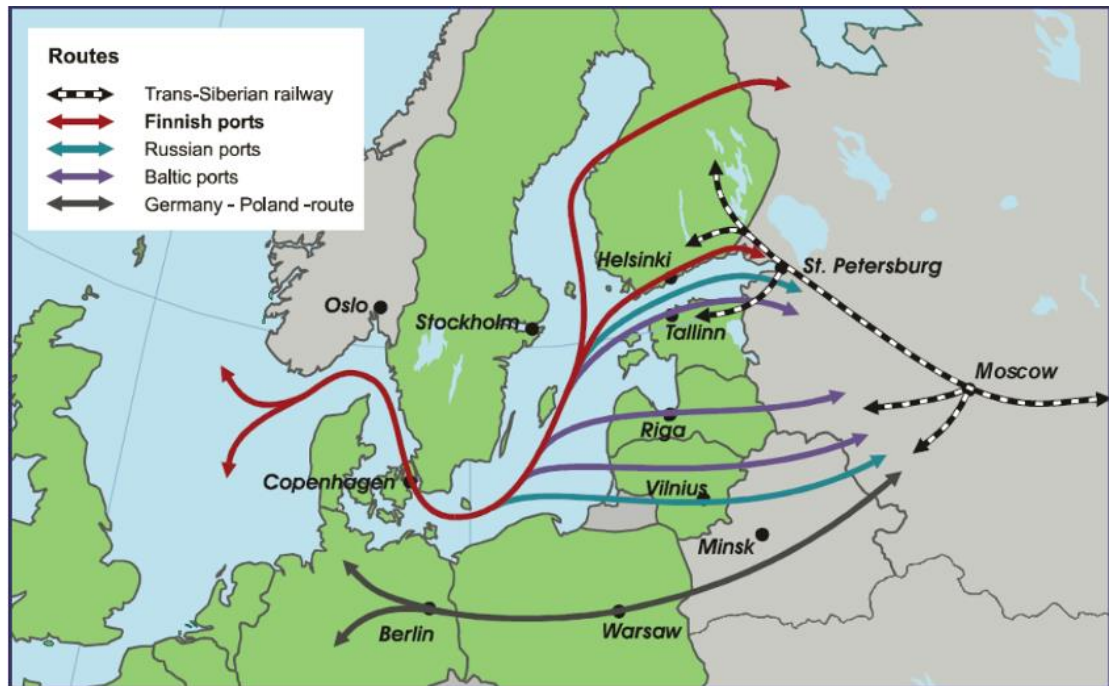 Routes
Trans-Siberian railway
Finnish ports
Russian ports
Baltic ports
Germany - Poland -route
Helsinki
St. Petersburg
Oslo
Stockholm
Tallinn
Moscow
Riga
Copenhagen
Vilnius
Minsk
Berlin
Warsaw